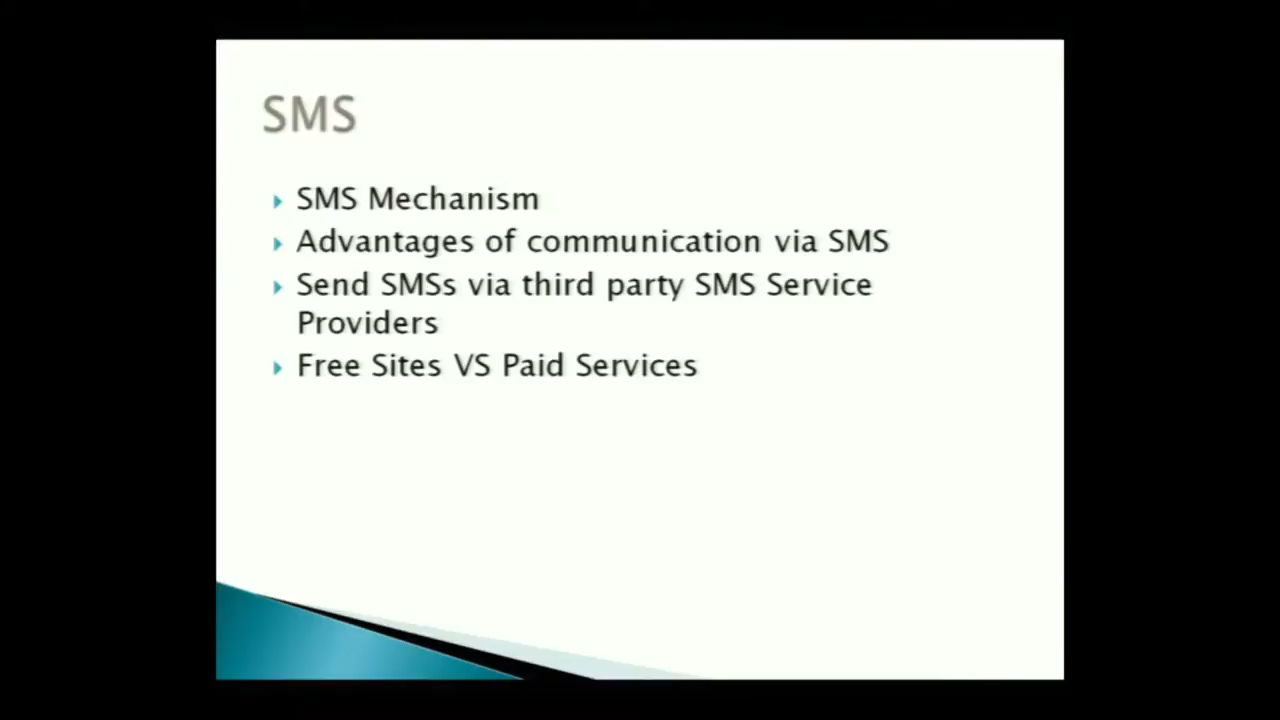 SMS
SMS Mechanism
Advantages of communication via SMS
Send SMSs via third party SMS Service
Providers
Free Sites VS Paid Services